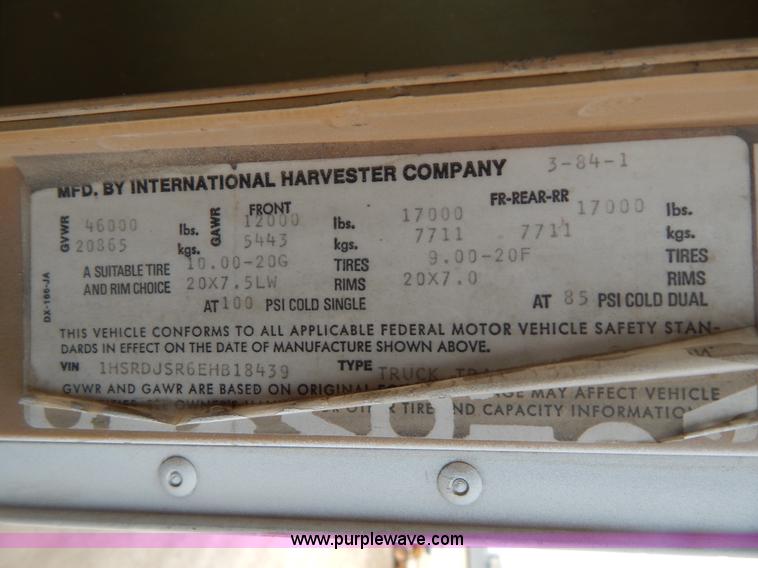 MFD. BY INTERNATIONAL HARVESTER COMPANY 3-84-1
FRONT FR-REAR-RR
GVWR 46000 lbs. GAWR 12000 lbs. 17000 17000 lbs.
20865 kgs. 5443 kgs. 7711 7711 kgs.
A SUITABLE TIRE 10.00-20G TIRES 9.00-20F TIRES
AND RIM CHOICE 20X7.5LW RIMS 20X7.0 RIMS
AT 100 PSI COLD SINGLE AT 85 PSI COLD DUAL
DX-166-JA
THIS VEHICLE CONFORMS TO ALL APPLICABLE FEDERAL MOTOR VEHICLE SAFETY STAN-
DARDS IN EFFECT ON THE DATE OF MANUFACTURE SHOWN ABOVE.
VIN 1HSRDJSR6EHB18439 TYPE TRUCK
GVWR AND GAWR ARE BASED ON ORIGINAL MAY AFFECT VEHICLE
OWNER'S TIRE AND CAPACITY INFORMATION
www.purplewave.com